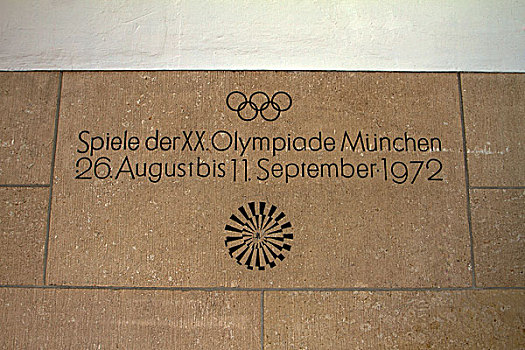 Spiele der XX. Olympiade München
26. August bis 11. September 1972